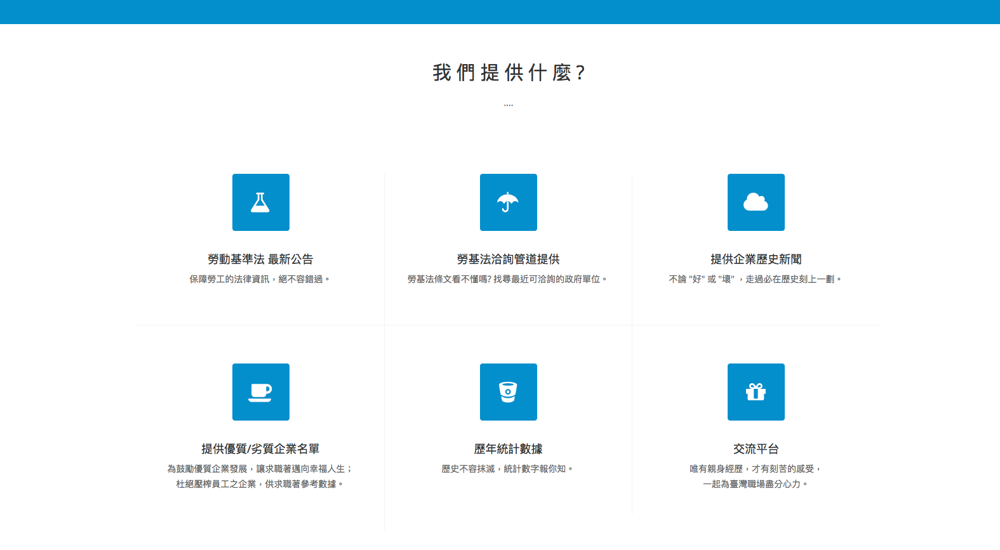 我們提供什麼?
....
勞動基準法 最新公告
保障勞工的法律資訊，絕不容錯過。
勞基法洽詢管道提供
勞基法條文看不懂嗎? 找尋最近可洽詢的政府單位。
提供企業歷史新聞
不論 "好" 或 "壞" ，走過必在歷史刻上一劃。
提供優質/劣質企業名單
為鼓勵優質企業發展，讓求職著邁向幸福人生；
杜絕壓榨員工之企業，供求職著參考數據。
歷年統計數據
歷史不容抹滅，統計數字報你知。
交流平台
唯有親身經歷，才有刻苦的感受，
一起為臺灣職場盡分心力。